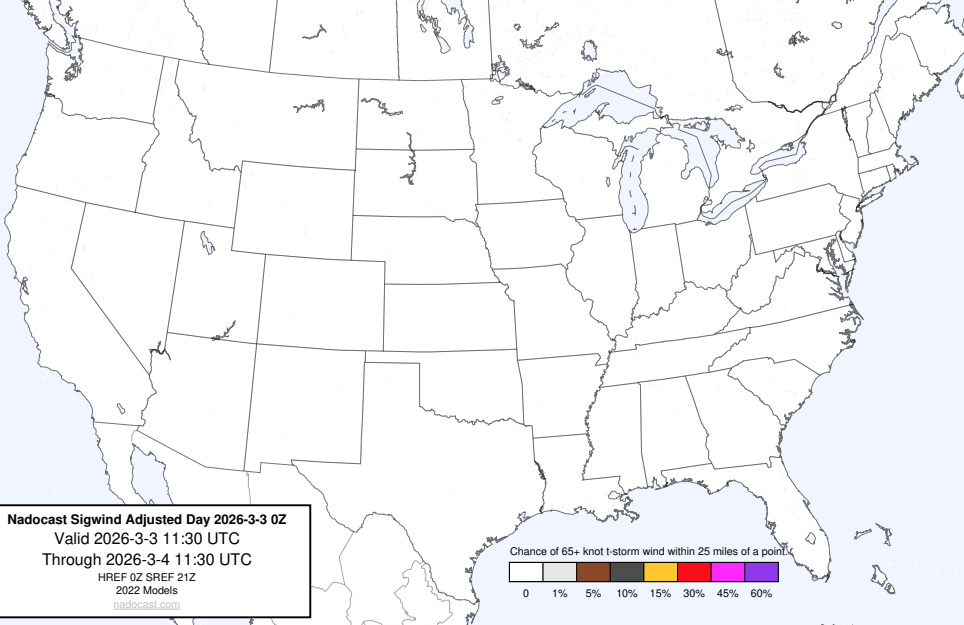 Nadocast Sigwind Adjusted Day 2026-3-3 0Z
Valid 2026-3-3 11:30 UTC
Through 2026-3-4 11:30 UTC
HREF 0Z SREF 21Z
2022 Models
nadocast.com
Chance of 65+ knot t-storm wind within 25 miles of a point.
0 1% 5% 10% 15% 30% 45% 60%